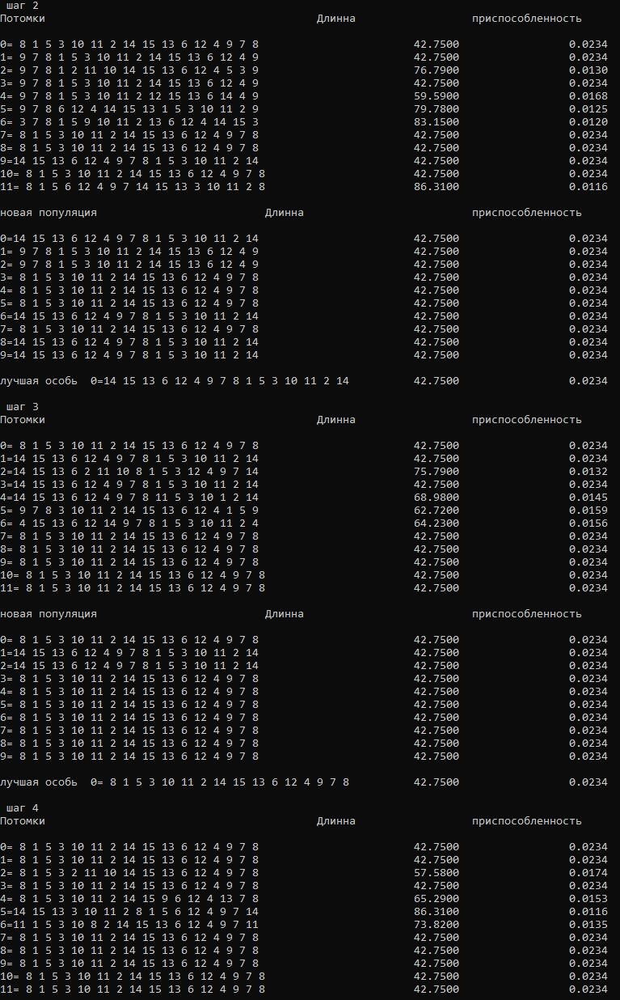 шаг 2
Потомки Длинна приспособленность
0= 8 1 5 3 10 11 2 14 15 13 6 12 4 9 7 8 42.7500 0.0234
1= 9 7 8 1 5 3 10 11 2 14 15 13 6 12 4 9 42.7500 0.0234
2= 9 7 8 1 2 11 10 14 15 13 6 12 4 5 3 9 76.7900 0.0130
3= 9 7 8 1 5 3 10 11 2 14 15 13 6 12 4 9 42.7500 0.0234
4= 9 7 8 1 5 3 10 11 2 12 15 13 6 14 4 9 59.5900 0.0168
5= 9 7 8 6 12 4 14 15 13 1 5 3 10 11 2 9 79.7800 0.0125
6= 3 7 8 1 5 9 10 11 2 13 6 12 4 14 15 3 83.1500 0.0120
7= 8 1 5 3 10 11 2 14 15 13 6 12 4 9 7 8 42.7500 0.0234
8= 8 1 5 3 10 11 2 14 15 13 6 12 4 9 7 8 42.7500 0.0234
9=14 15 13 6 12 4 9 7 8 1 5 3 10 11 2 14 42.7500 0.0234
10= 8 1 5 3 10 11 2 14 15 13 6 12 4 9 7 8 42.7500 0.0234
11= 8 1 5 6 12 4 9 7 14 15 13 3 10 11 2 8 86.3100 0.0116
новая популяция Длинна приспособленность
0=14 15 13 6 12 4 9 7 8 1 5 3 10 11 2 14 42.7500 0.0234
1= 9 7 8 1 5 3 10 11 2 14 15 13 6 12 4 9 42.7500 0.0234
2= 9 7 8 1 5 3 10 11 2 14 15 13 6 12 4 9 42.7500 0.0234
3= 8 1 5 3 10 11 2 14 15 13 6 12 4 9 7 8 42.7500 0.0234
4= 8 1 5 3 10 11 2 14 15 13 6 12 4 9 7 8 42.7500 0.0234
5= 8 1 5 3 10 11 2 14 15 13 6 12 4 9 7 8 42.7500 0.0234
6=14 15 13 6 12 4 9 7 8 1 5 3 10 11 2 14 42.7500 0.0234
7= 8 1 5 3 10 11 2 14 15 13 6 12 4 9 7 8 42.7500 0.0234
8=14 15 13 6 12 4 9 7 8 1 5 3 10 11 2 14 42.7500 0.0234
9=14 15 13 6 12 4 9 7 8 1 5 3 10 11 2 14 42.7500 0.0234
лучшая особь 0=14 15 13 6 12 4 9 7 8 1 5 3 10 11 2 14 42.7500 0.0234
шаг 3
Потомки Длинна приспособленность
0= 8 1 5 3 10 11 2 14 15 13 6 12 4 9 7 8 42.7500 0.0234
1=14 15 13 6 12 4 9 7 8 1 5 3 10 11 2 14 42.7500 0.0234
2=14 15 13 6 2 11 10 8 1 5 3 12 4 9 7 14 75.7900 0.0132
3=14 15 13 6 12 4 9 7 8 1 5 3 10 11 2 14 42.7500 0.0234
4=14 15 13 6 12 4 9 7 8 11 5 3 10 1 2 14 68.9800 0.0145
5= 9 7 8 3 10 11 2 14 15 13 6 12 4 1 5 9 62.7200 0.0159
6= 4 15 13 6 12 14 9 7 8 1 5 3 10 11 2 4 64.2300 0.0156
7= 8 1 5 3 10 11 2 14 15 13 6 12 4 9 7 8 42.7500 0.0234
8= 8 1 5 3 10 11 2 14 15 13 6 12 4 9 7 8 42.7500 0.0234
9= 8 1 5 3 10 11 2 14 15 13 6 12 4 9 7 8 42.7500 0.0234
10= 8 1 5 3 10 11 2 14 15 13 6 12 4 9 7 8 42.7500 0.0234
11= 8 1 5 3 10 11 2 14 15 13 6 12 4 9 7 8 42.7500 0.0234
новая популяция Длинна приспособленность
0= 8 1 5 3 10 11 2 14 15 13 6 12 4 9 7 8 42.7500 0.0234
1=14 15 13 6 12 4 9 7 8 1 5 3 10 11 2 14 42.7500 0.0234
2=14 15 13 6 12 4 9 7 8 1 5 3 10 11 2 14 42.7500 0.0234
3= 8 1 5 3 10 11 2 14 15 13 6 12 4 9 7 8 42.7500 0.0234
4= 8 1 5 3 10 11 2 14 15 13 6 12 4 9 7 8 42.7500 0.0234
5= 8 1 5 3 10 11 2 14 15 13 6 12 4 9 7 8 42.7500 0.0234
6= 8 1 5 3 10 11 2 14 15 13 6 12 4 9 7 8 42.7500 0.0234
7= 8 1 5 3 10 11 2 14 15 13 6 12 4 9 7 8 42.7500 0.0234
8= 8 1 5 3 10 11 2 14 15 13 6 12 4 9 7 8 42.7500 0.0234
9= 8 1 5 3 10 11 2 14 15 13 6 12 4 9 7 8 42.7500 0.0234
лучшая особь 0= 8 1 5 3 10 11 2 14 15 13 6 12 4 9 7 8 42.7500 0.0234
шаг 4
Потомки Длинна приспособленность
0= 8 1 5 3 10 11 2 14 15 13 6 12 4 9 7 8 42.7500 0.0234
1= 8 1 5 3 10 11 2 14 15 13 6 12 4 9 7 8 42.7500 0.0234
2= 8 1 5 3 2 11 10 14 15 13 6 12 4 9 7 8 57.5800 0.0174
3= 8 1 5 3 10 11 2 14 15 13 6 12 4 9 7 8 42.7500 0.0234
4= 8 1 5 3 10 11 2 14 15 9 6 12 4 13 7 8 65.2900 0.0153
5=14 15 13 3 10 11 2 8 1 5 6 12 4 9 7 14 86.3100 0.0116
6=11 1 5 3 10 8 2 14 15 13 6 12 4 9 7 11 73.8200 0.0135
7= 8 1 5 3 10 11 2 14 15 13 6 12 4 9 7 8 42.7500 0.0234
8= 8 1 5 3 10 11 2 14 15 13 6 12 4 9 7 8 42.7500 0.0234
9= 8 1 5 3 10 11 2 14 15 13 6 12 4 9 7 8 42.7500 0.0234
10= 8 1 5 3 10 11 2 14 15 13 6 12 4 9 7 8 42.7500 0.0234
11= 8 1 5 3 10 11 2 14 15 13 6 12 4 9 7 8 42.7500 0.0234